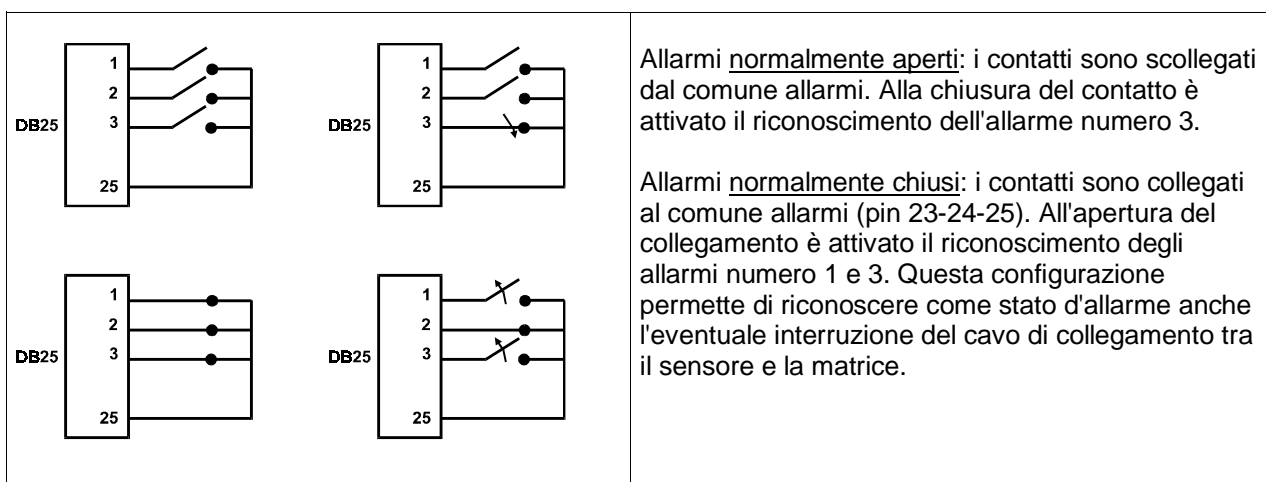 1
2
DB25
3
25
1
2
DB25
3
25
1
2
DB25
3
25
1
2
DB25
3
25
Allarmi normalmente aperti: i contatti sono scollegati
dal comune allarmi. Alla chiusura del contatto è
attivato il riconoscimento dell'allarme numero 3.
Allarmi normalmente chiusi: i contatti sono collegati
al comune allarmi (pin 23-24-25). All'apertura del
collegamento è attivato il riconoscimento degli
allarmi numero 1 e 3. Questa configurazione
permette di riconoscere come stato d'allarme anche
l'eventuale interruzione del cavo di collegamento tra
il sensore e la matrice.